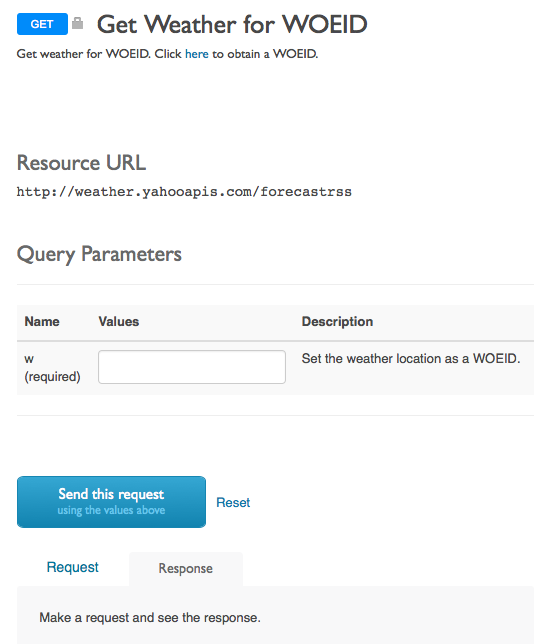 GET Get Weather for WOEID
Get weather for WOEID. Click here to obtain a WOEID.
Resource URL
http://weather.yahooapis.com/forecastrss
Query Parameters
Name Values Description
w Set the weather location as a WOEID.
(required)
Send this request
using the values above
Reset
Request Response
Make a request and see the response.